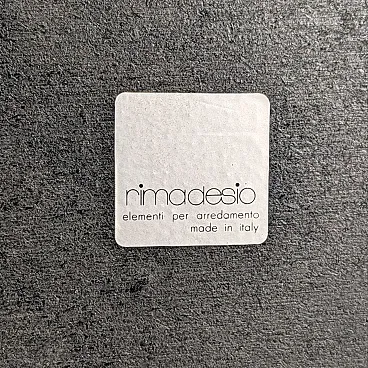 rimadesio
elementi per arredamento
made in italy